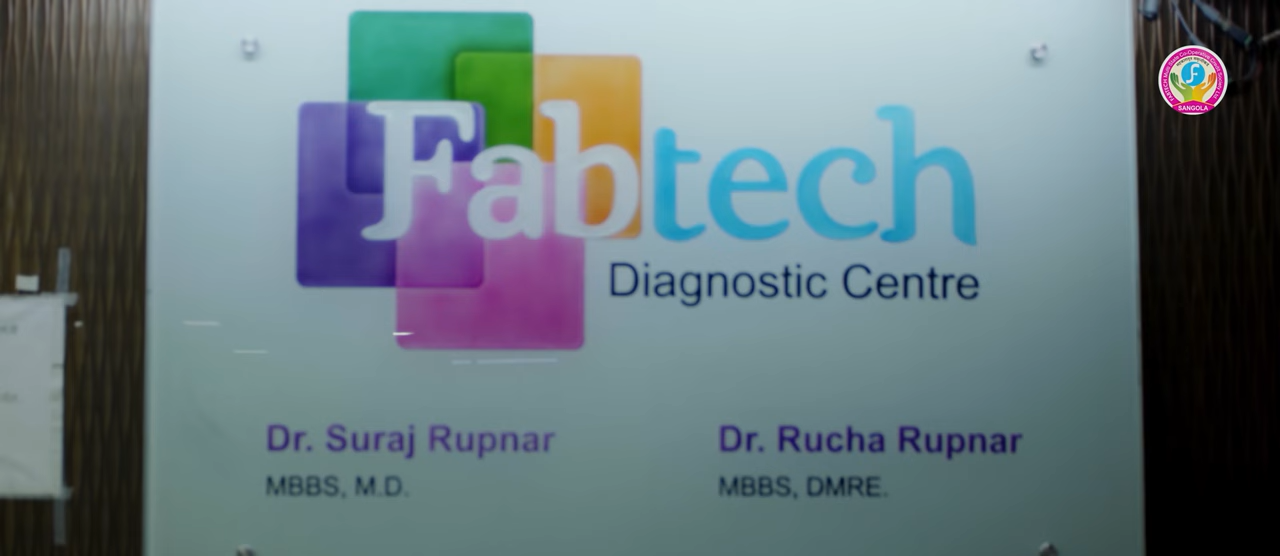 Fabtech
Diagnostic Centre
Dr. Suraj Rupnar
MBBS, M.D.
Dr. Rucha Rupnar
MBBS, DMRE.
SANGOLA